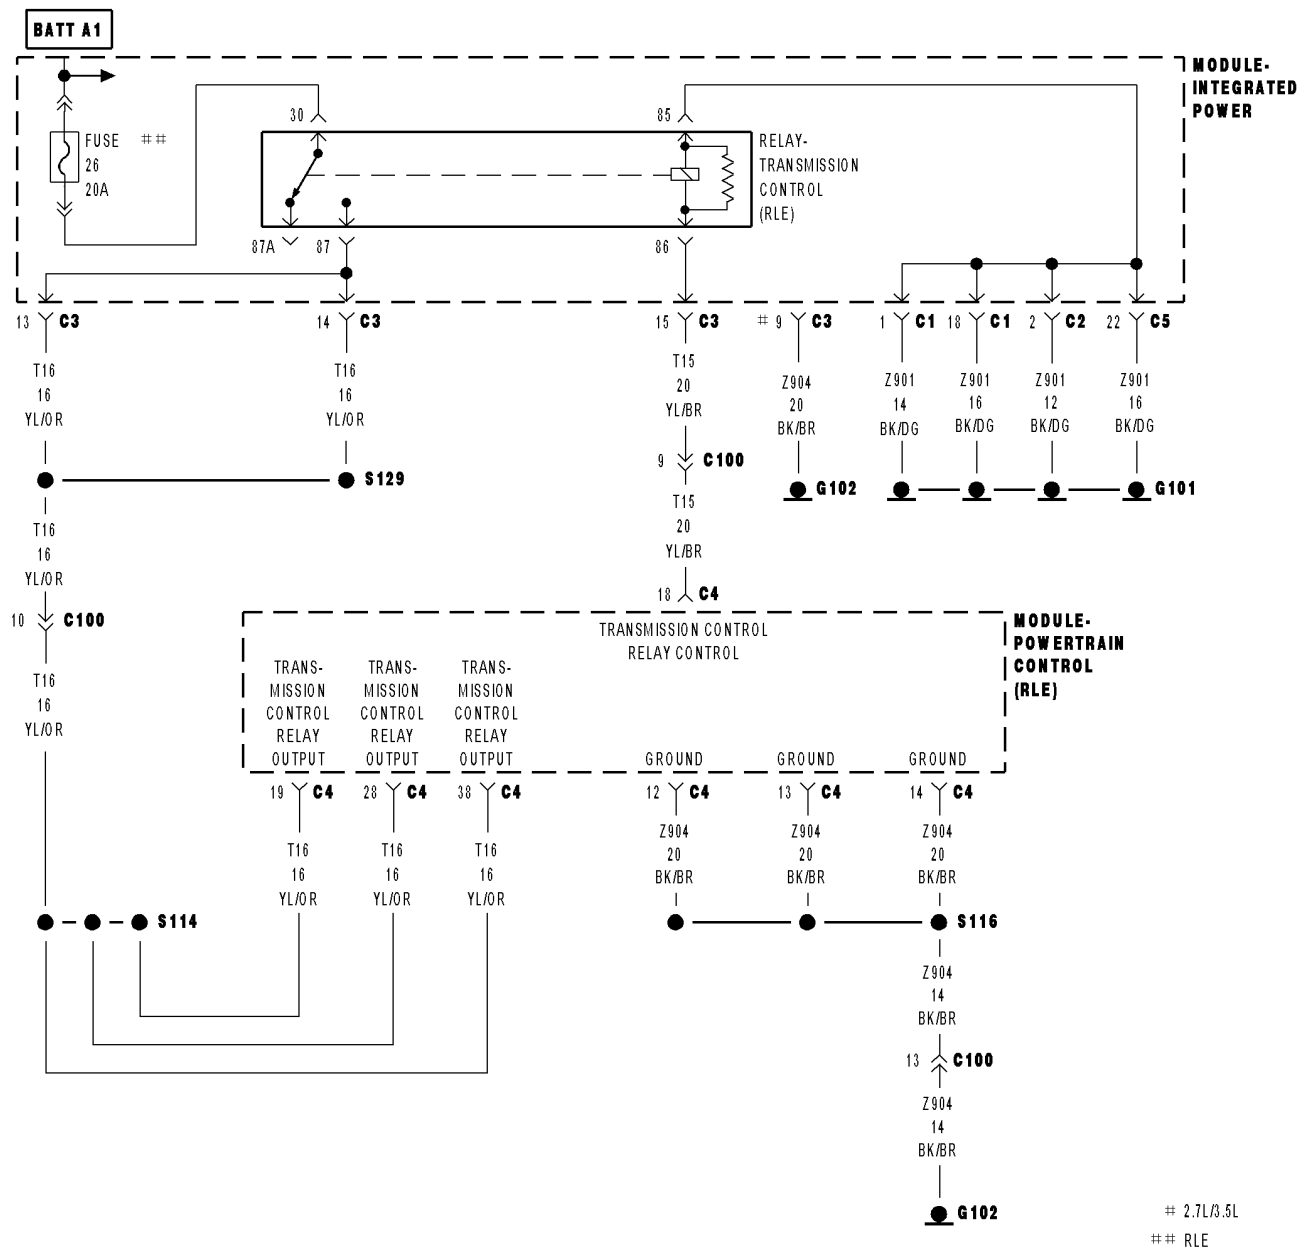 BATT A1
MODULE-
INTEGRATED
POWER
30
85
FUSE ##
26
20A
RELAY-
TRANSMISSION
CONTROL
(RLE)
87A
87
86
13 C3
14 C3
15 C3
# 9 C3
1 C1
18 C1
2 C2
22 C5
T16
16
YL/OR
T16
16
YL/OR
T15
20
YL/BR
Z904
20
BK/BR
Z901
14
BK/DG
Z901
16
BK/DG
Z901
12
BK/DG
Z901
16
BK/DG
9 C100
S129
G102
G101
T16
16
YL/OR
T15
20
YL/BR
18 C4
10 C100
MODULE-
POWERTRAIN
CONTROL
(RLE)
TRANSMISSION CONTROL
RELAY CONTROL
T16
16
YL/OR
TRANS-
MISSION
CONTROL
RELAY
OUTPUT
TRANS-
MISSION
CONTROL
RELAY
OUTPUT
TRANS-
MISSION
CONTROL
RELAY
OUTPUT
GROUND
GROUND
GROUND
19 C4
28 C4
38 C4
12 C4
13 C4
14 C4
T16
16
YL/OR
T16
16
YL/OR
T16
16
YL/OR
Z904
20
BK/BR
Z904
20
BK/BR
Z904
20
BK/BR
S114
S116
Z904
14
BK/BR
13 C100
Z904
14
BK/BR
G102
# 2.7L/3.5L
## RLE